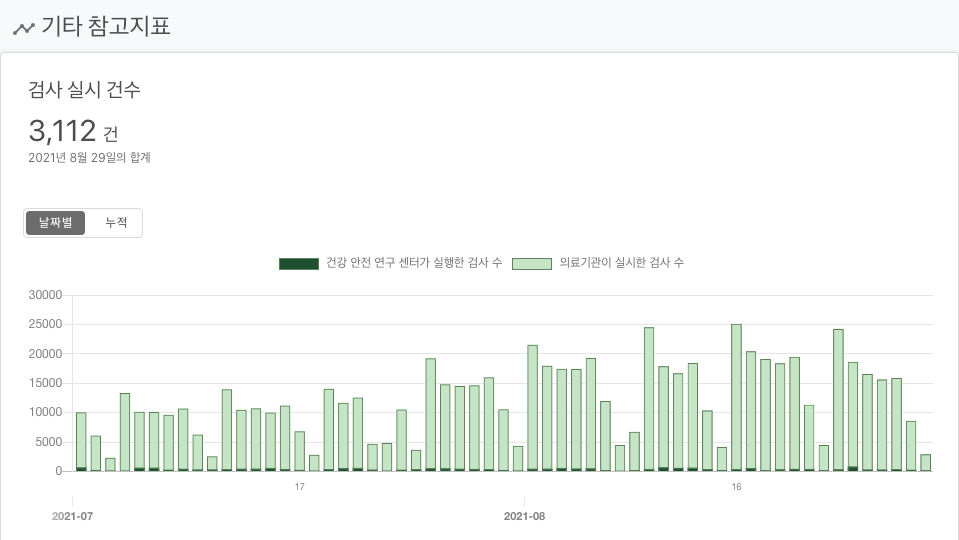 기타 참고지표
검사 실시 건수
3,112 건
2021년 8월 29일의 합계
날짜별 누적
건강 안전 연구 센터가 실행한 검사 수 의료기관이 실시한 검사 수
30000
25000
20000
15000
10000
5000
0
17 16
2021-07 2021-08